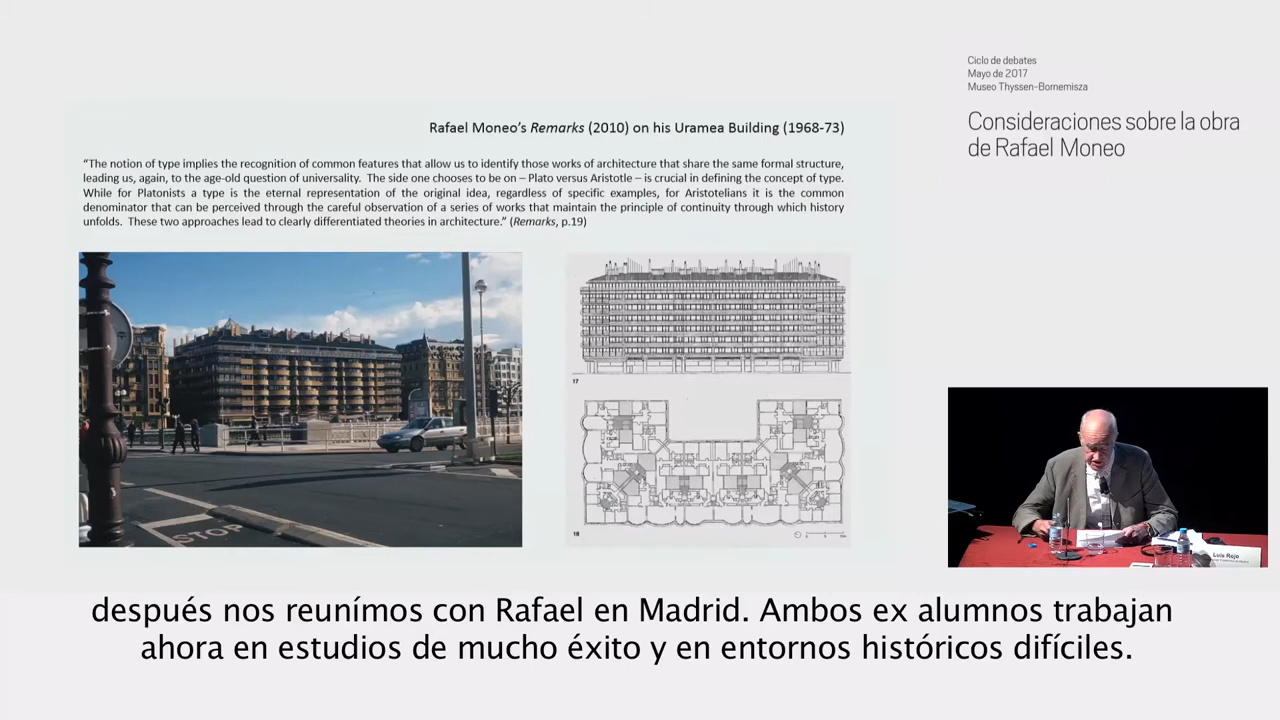 Ciclo de debates
Mayo de 2017
Museo Thyssen-Bornemisza
Consideraciones sobre la obra
de Rafael Moneo
Rafael Moneo's Remarks (2010) on his Uramea Building (1968-73)
"The notion of type implies the recognition of common features that allow us to identify those works of architecture that share the same formal structure,
leading us, again, to the age-old question of universality. The side one chooses to be on – Plato versus Aristotle – is crucial in defining the concept of type.
While for Platonists a type is the eternal representation of the original idea, regardless of specific examples, for Aristotelians it is the common
denominator that can be perceived through the careful observation of a series of works that maintain the principle of continuity through which history
unfolds. These two approaches lead to clearly differentiated theories in architecture." (Remarks, p.19)
STOP
17
18
Luis Rojo
después nos reunímos con Rafael en Madrid. Ambos ex alumnos trabajan
ahora en estudios de mucho éxito y en entornos históricos difíciles.